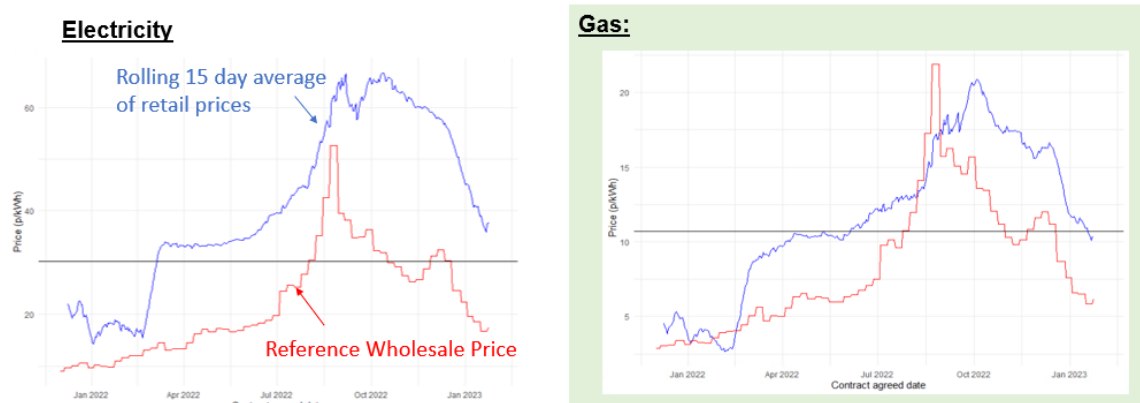 Electricity
Rolling 15 day average
of retail prices
Reference Wholesale Price
Price (p/kWh)
60
40
20
Jan 2022
Apr 2022
Jul 2022
Oct 2022
Jan 2023
Gas:
Price (p/kWh)
20
15
10
5
Jan 2022
Apr 2022
Jul 2022
Oct 2022
Jan 2023
Contract agreed date